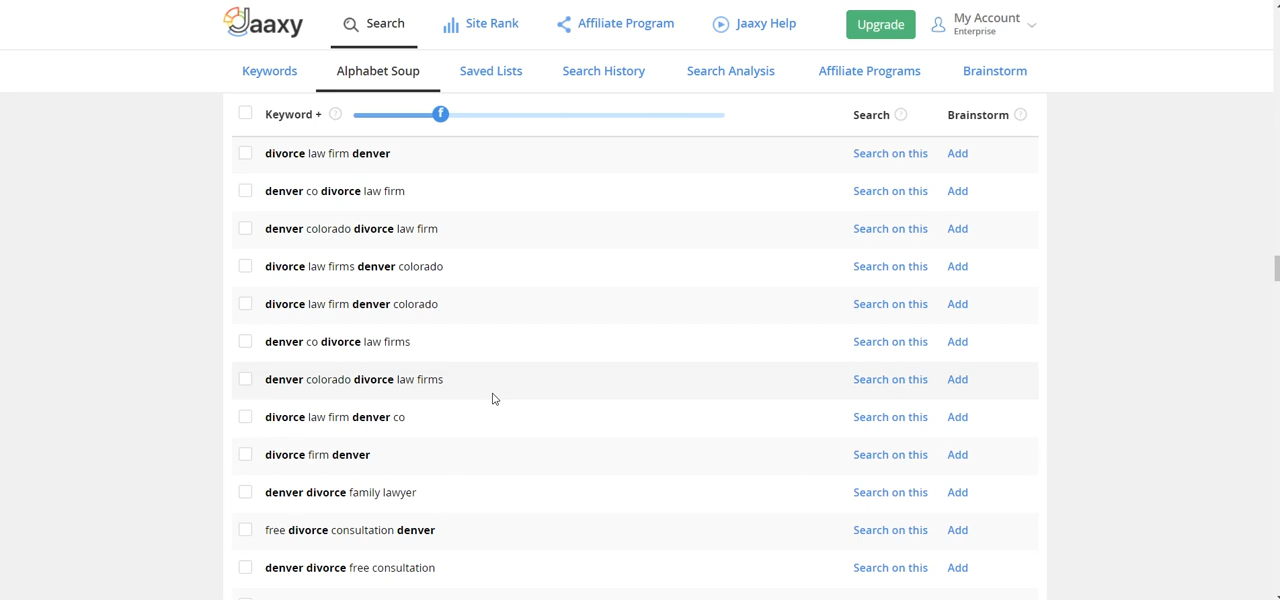 Jaaxy Search Site Rank Affiliate Program Jaaxy Help Upgrade My Account
Enterprise
Keywords Alphabet Soup Saved Lists Search History Search Analysis Affiliate Programs Brainstorm
Keyword + ? f Search ? Brainstorm ?
divorce law firm denver Search on this Add
denver co divorce law firm Search on this Add
denver colorado divorce law firm Search on this Add
divorce law firms denver colorado Search on this Add
divorce law firm denver colorado Search on this Add
denver co divorce law firms Search on this Add
denver colorado divorce law firms Search on this Add
divorce law firm denver co Search on this Add
divorce firm denver Search on this Add
denver divorce family lawyer Search on this Add
free divorce consultation denver Search on this Add
denver divorce free consultation Search on this Add